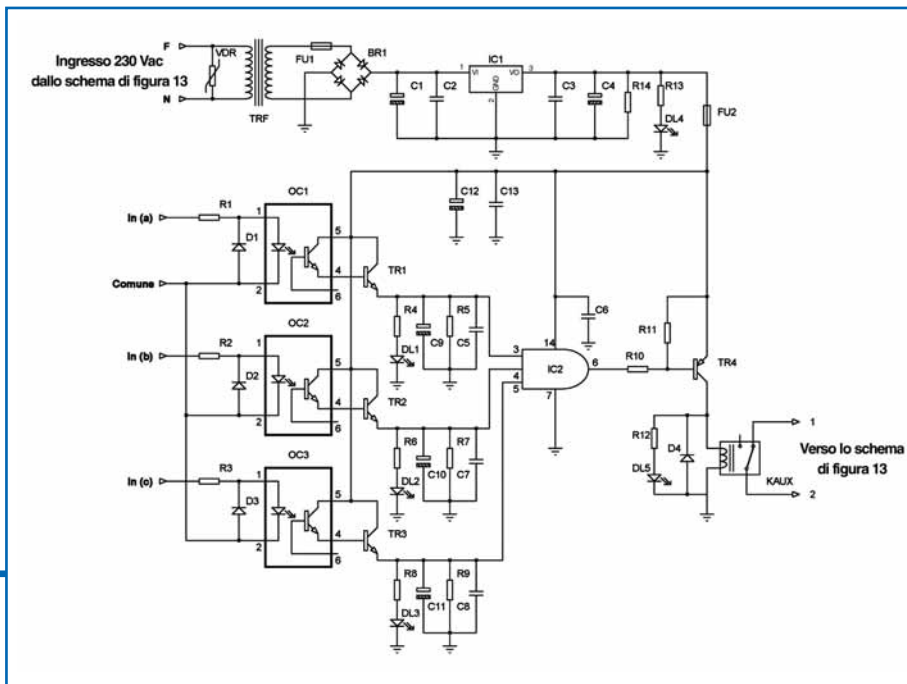 Ingresso 230 Vac
dallo schema di figura 13
F
N
VDR
TRF
FU1
BR1
C1
C2
1
VI
IC1
VO
3
GND
2
C3
C4
R14
R13
DL4
FU2
C12
C13
In (a)
R1
D1
OC1
1
2
5
4
6
TR1
Comune
R4
DL1
C9
R5
C5
In (b)
R2
D2
OC2
1
2
5
4
6
TR2
R6
DL2
C10
R7
C7
In (c)
R3
D3
OC3
1
2
5
4
6
TR3
R8
DL3
C11
R9
C8
3
4
5
14
IC2
7
6
C6
R10
R11
TR4
R12
DL5
D4
KAUX
1
2
Verso lo schema
di figura 13